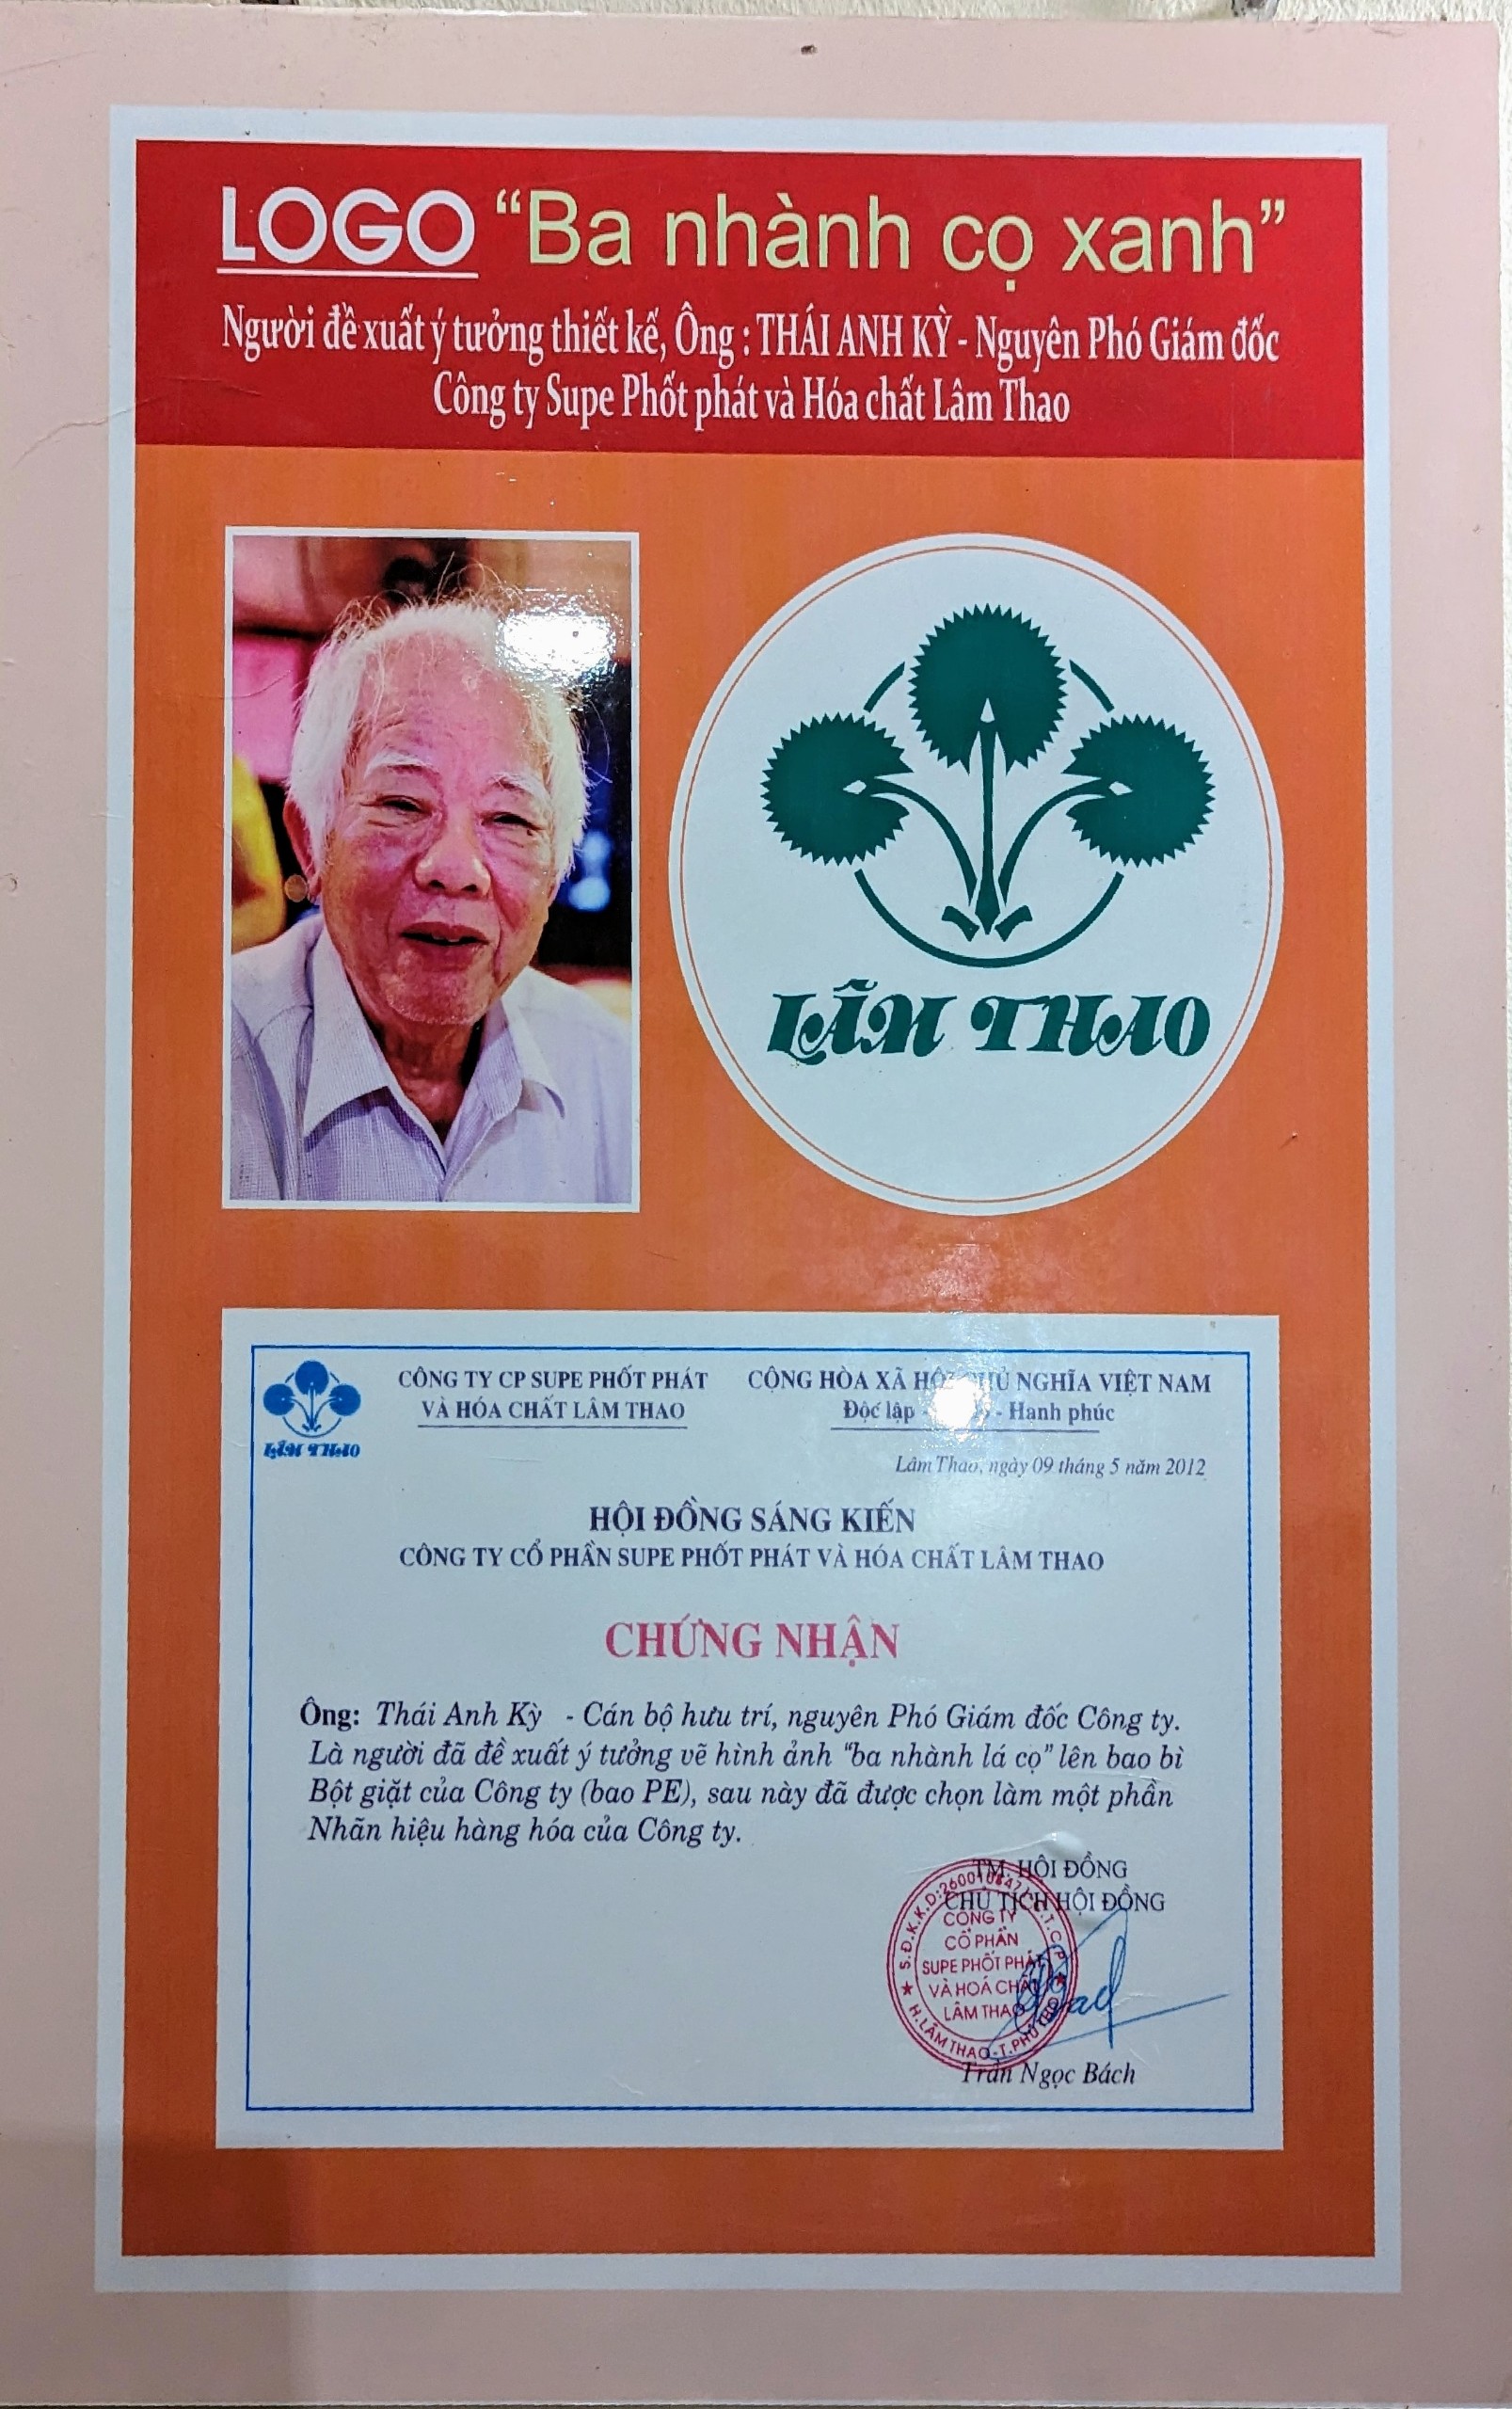 LOGO “Ba nhành cọ xanh”
Người đề xuất ý tưởng thiết kế, Ông : THÁI ANH KỲ - Nguyên Phó Giám đốc
Công ty Supe Phốt phát và Hóa chất Lâm Thao
LÂM THAO
LÂM THAO
CÔNG TY CP SUPE PHỐT PHÁT
VÀ HÓA CHẤT LÂM THAO
CỘNG HÒA XÃ NGHĨA VIỆT NAM
Độc lập - - Hanh phúc
Lâm Thao, ngày 09 tháng 5 năm 2012
HỘI ĐỒNG SÁNG KIẾN
CÔNG TY CỔ PHẦN SUPE PHỐT PHÁT VÀ HÓA CHẤT LÂM THAO
CHỨNG NHẬN
Ông: Thái Anh Kỳ - Cán bộ hưu trí, nguyên Phó Giám đốc Công ty.
Là người đã đề xuất ý tưởng vẽ hình ảnh “ba nhành lá cọ” lên bao bì
Bột giặt của Công ty (bao PE), sau này đã được chọn làm một phần
Nhãn hiệu hàng hóa của Công ty.
TM. HỘI ĐỒNG
CHỦ TỊCH HỘI ĐỒNG
CÔNG TY
CỔ PHẦN
SUPE PHỐT PHÁT
VÀ HOÁ CHẤT
LÂM THAO
H.LÂM THAO-T.PHÚ THỌ
Trần Ngọc Bách